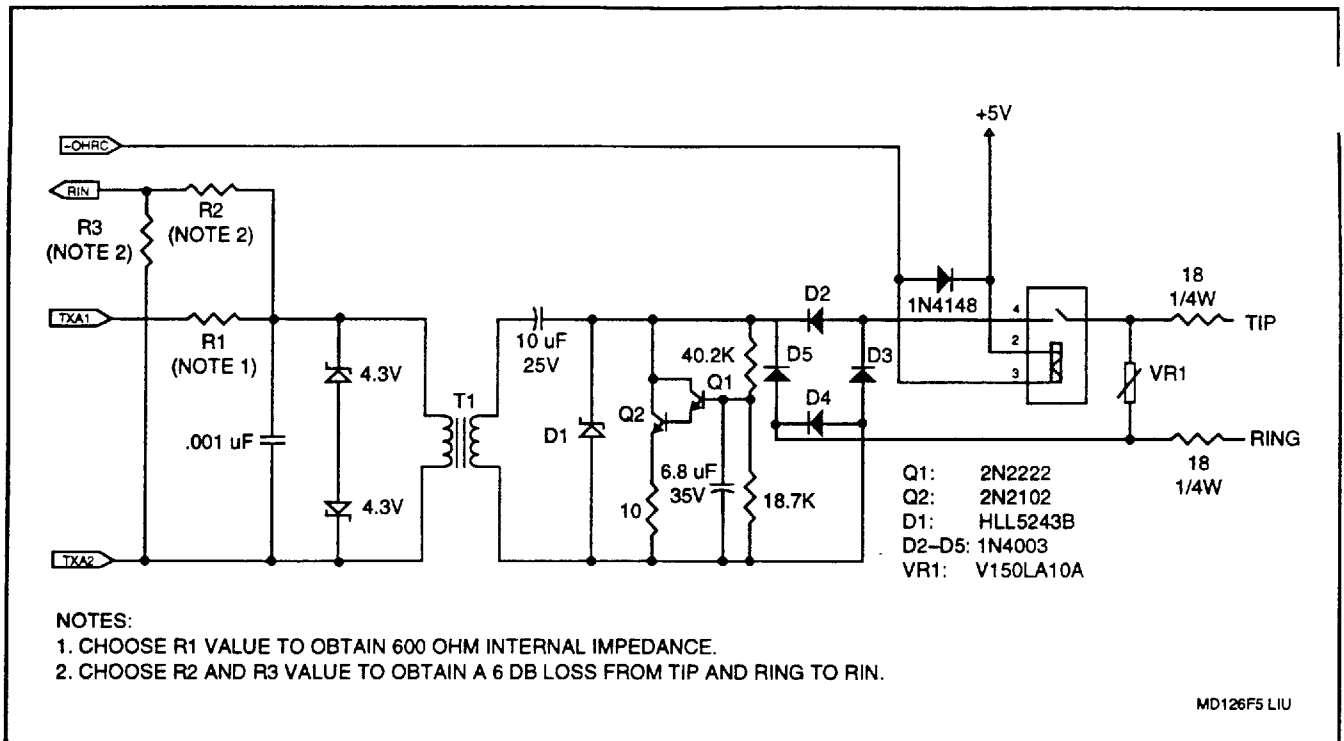 +5V
~OHRC
RIN
R2
(NOTE 2)
R3
(NOTE 2)
TXA1
R1
(NOTE 1)
4.3V
.001 uF
4.3V
TXA2
T1
10 uF
25V
D1
Q2
Q1
10
40.2K
6.8 uF
35V
18.7K
D2
D5
D3
D4
1N4148
4
2
3
VR1
18
1/4W
TIP
RING
18
1/4W
Q1: 2N2222
Q2: 2N2102
D1: HLL5243B
D2–D5: 1N4003
VR1: V150LA10A
NOTES:
1. CHOOSE R1 VALUE TO OBTAIN 600 OHM INTERNAL IMPEDANCE.
2. CHOOSE R2 AND R3 VALUE TO OBTAIN A 6 DB LOSS FROM TIP AND RING TO RIN.
MD126F5 LIU